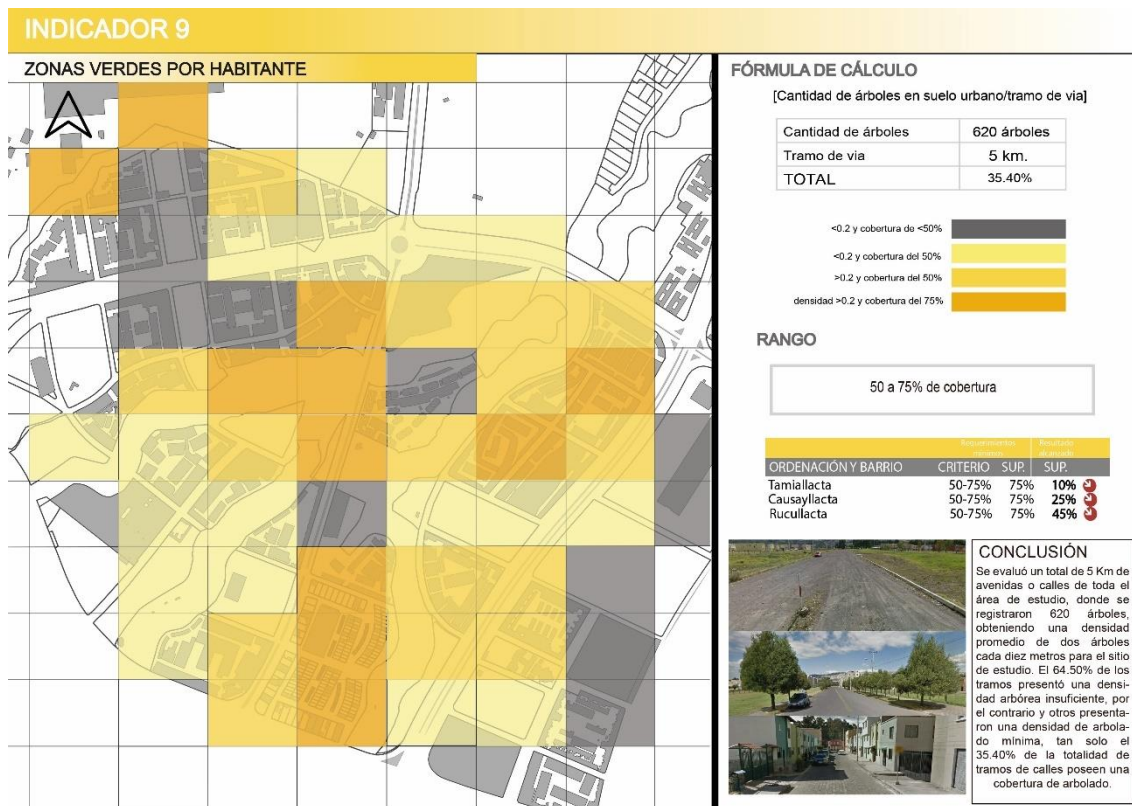 INDICADOR 9
ZONAS VERDES POR HABITANTE
FÓRMULA DE CÁLCULO
[Cantidad de árboles en suelo urbano/tramo de via]
Cantidad de árboles 620 árboles
Tramo de via 5 km.
TOTAL 35.40%
<0.2 y cobertura de <50%
<0.2 y cobertura del 50%
>0.2 y cobertura del 50%
densidad >0.2 y cobertura del 75%
RANGO
50 a 75% de cobertura
Requerimientos mínimos Resultado alcanzado
ORDENACIÓN Y BARRIO CRITERIO SUP. SUP.
Tamiallacta 50-75% 75% 10%
Causayllacta 50-75% 75% 25%
Rucullacta 50-75% 75% 45%
CONCLUSIÓN
Se evaluó un total de 5 Km de
avenidas o calles de toda el
área de estudio, donde se
registraron 620 árboles,
obteniendo una densidad
promedio de dos árboles
cada diez metros para el sitio
de estudio. El 64.50% de los
tramos presentó una densi-
dad arbórea insuficiente, por
el contrario y otros presenta-
ron una densidad de arbola-
do mínima, tan solo el
35.40% de la totalidad de
tramos de calles poseen una
cobertura de arbolado.